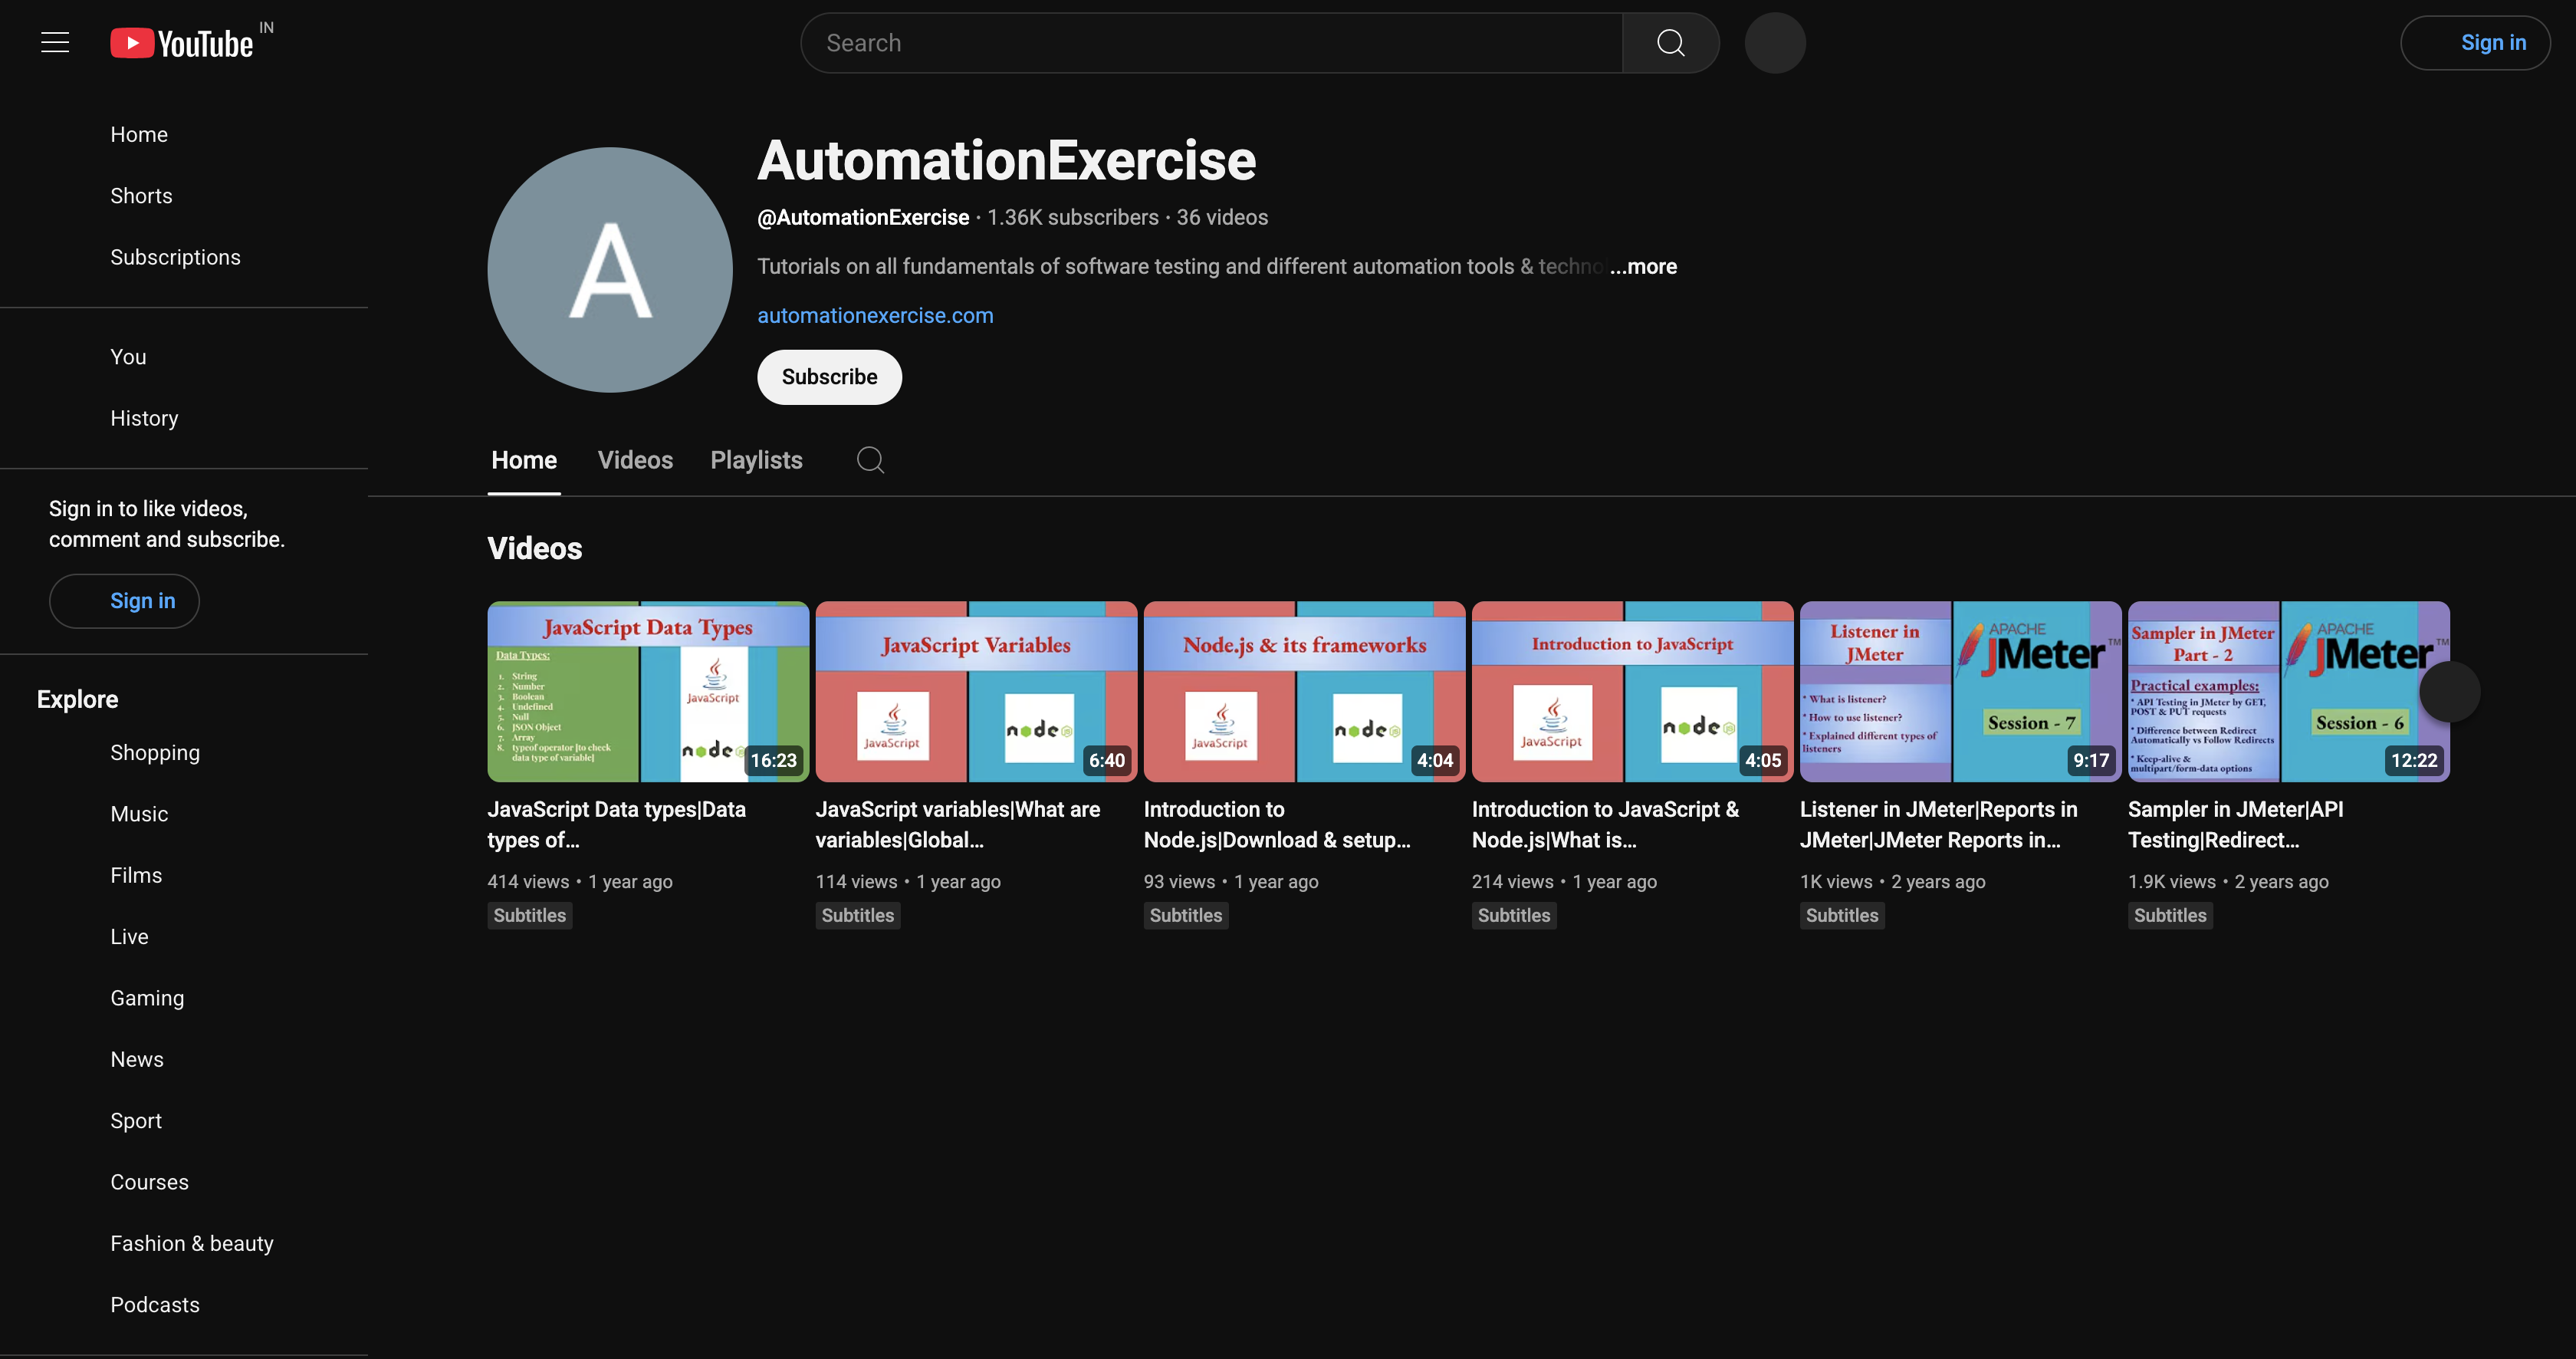 YouTube IN
Search
Sign in
Home
Shorts
Subscriptions
You
History
Sign in to like videos,
comment and subscribe.
Sign in
Explore
Shopping
Music
Films
Live
Gaming
News
Sport
Courses
Fashion & beauty
Podcasts
A
AutomationExercise
@AutomationExercise • 1.36K subscribers • 36 videos
Tutorials on all fundamentals of software testing and different automation tools & techno ...more
automationexercise.com
Subscribe
Home Videos Playlists
Videos
JavaScript Data Types
Data Types:
1. String
2. Number
3. Boolean
4. Undefined
5. Null
6. JSON Object
7. Array
8. typeof operator [to check
data type of variable]
JavaScript
node
JS
16:23
JavaScript Data types|Data
types of...
414 views • 1 year ago
Subtitles
JavaScript Variables
JavaScript
node
JS
6:40
JavaScript variables|What are
variables|Global...
114 views • 1 year ago
Subtitles
Node.js & its frameworks
JavaScript
node
JS
4:04
Introduction to
Node.js|Download & setup...
93 views • 1 year ago
Subtitles
Introduction to JavaScript
JavaScript
node
JS
4:05
Introduction to JavaScript &
Node.js|What is...
214 views • 1 year ago
Subtitles
Listener in
JMeter
* What is listener?
* How to use listener?
* Explained different types of
listeners
APACHE
JMeter™
Session - 7
9:17
Listener in JMeter|Reports in
JMeter|JMeter Reports in...
1K views • 2 years ago
Subtitles
Sampler in JMeter
Part - 2
Practical examples:
* API Testing in JMeter by GET,
POST & PUT requests
* Difference between Redirect
Automatically vs Follow Redirects
* Keep-alive &
multipart/form-data options
APACHE
JMeter™
Session - 6
12:22
Sampler in JMeter|API
Testing|Redirect...
1.9K views • 2 years ago
Subtitles